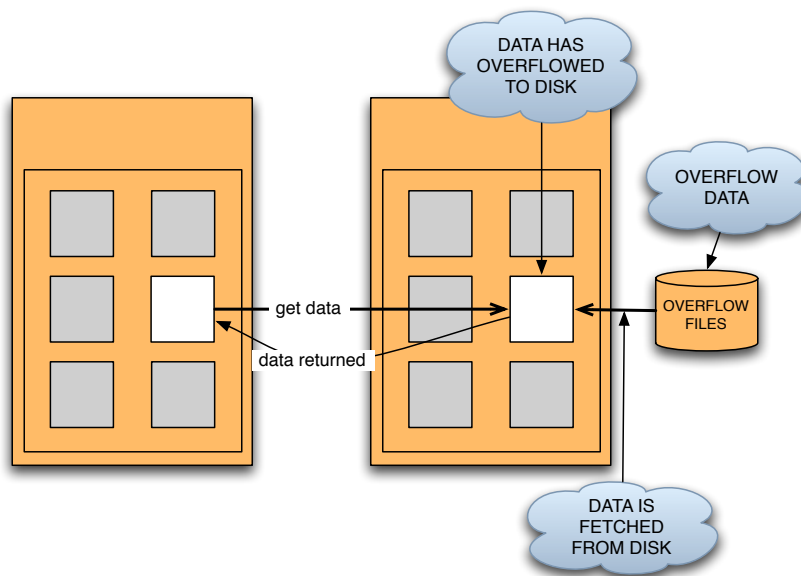 DATA HAS
OVERFLOWED
TO DISK
OVERFLOW
DATA
get data
OVERFLOW
FILES
data returned
DATA IS
FETCHED
FROM DISK